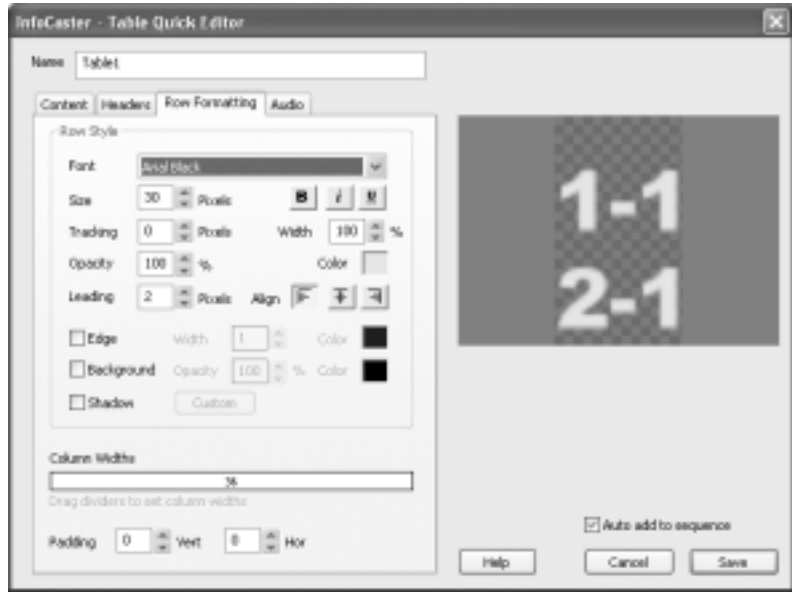 InfoCaster - Table Quick Editor
Name Table1
Content Headers Row Formatting Audio
Row Style
Font Arial Black
Size 30 Pixels B i U
Tracking 0 Pixels Width 100 %
Opacity 100 % Color
Leading 2 Pixels Align
Edge Width 1 Color
Background Opacity 100 % Color
Shadow Custom
Column Widths
36
Drag dividers to set column widths
Padding 0 Vert 8 Hor
1-1
2-1
Auto add to sequence
Help Cancel Save